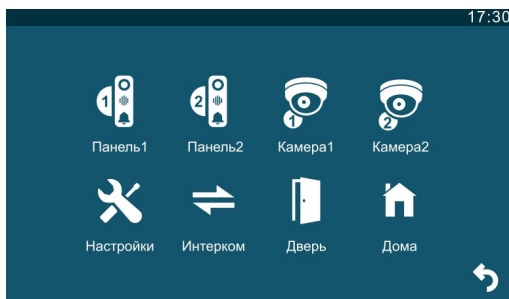 17:30
1 2 1 2
Панель1 Панель2 Камера1 Камера2
Настройки Интерком Дверь Дома